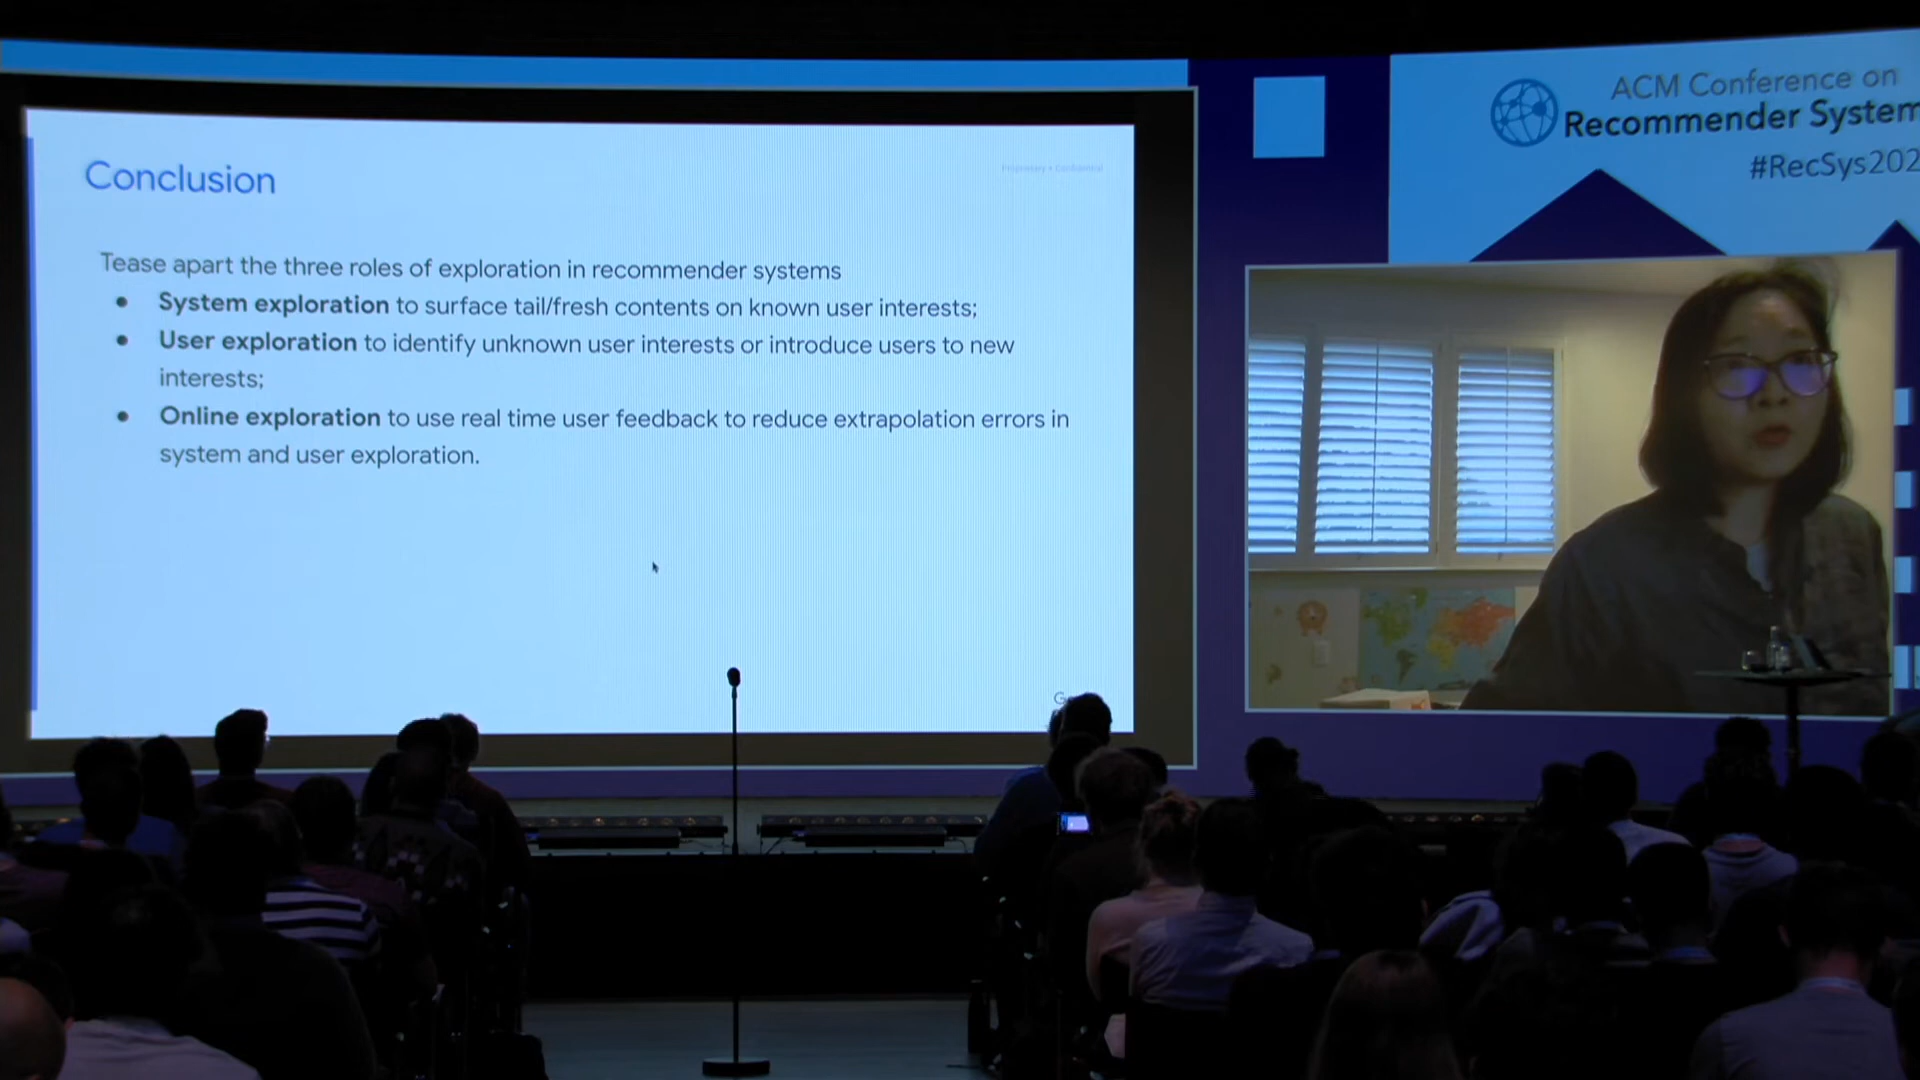 Conclusion
Proprietary + Confidential
Tease apart the three roles of exploration in recommender systems
● System exploration to surface tail/fresh contents on known user interests;
● User exploration to identify unknown user interests or introduce users to new
interests;
● Online exploration to use real time user feedback to reduce extrapolation errors in
system and user exploration.
ACM Conference on
Recommender System
#RecSys202